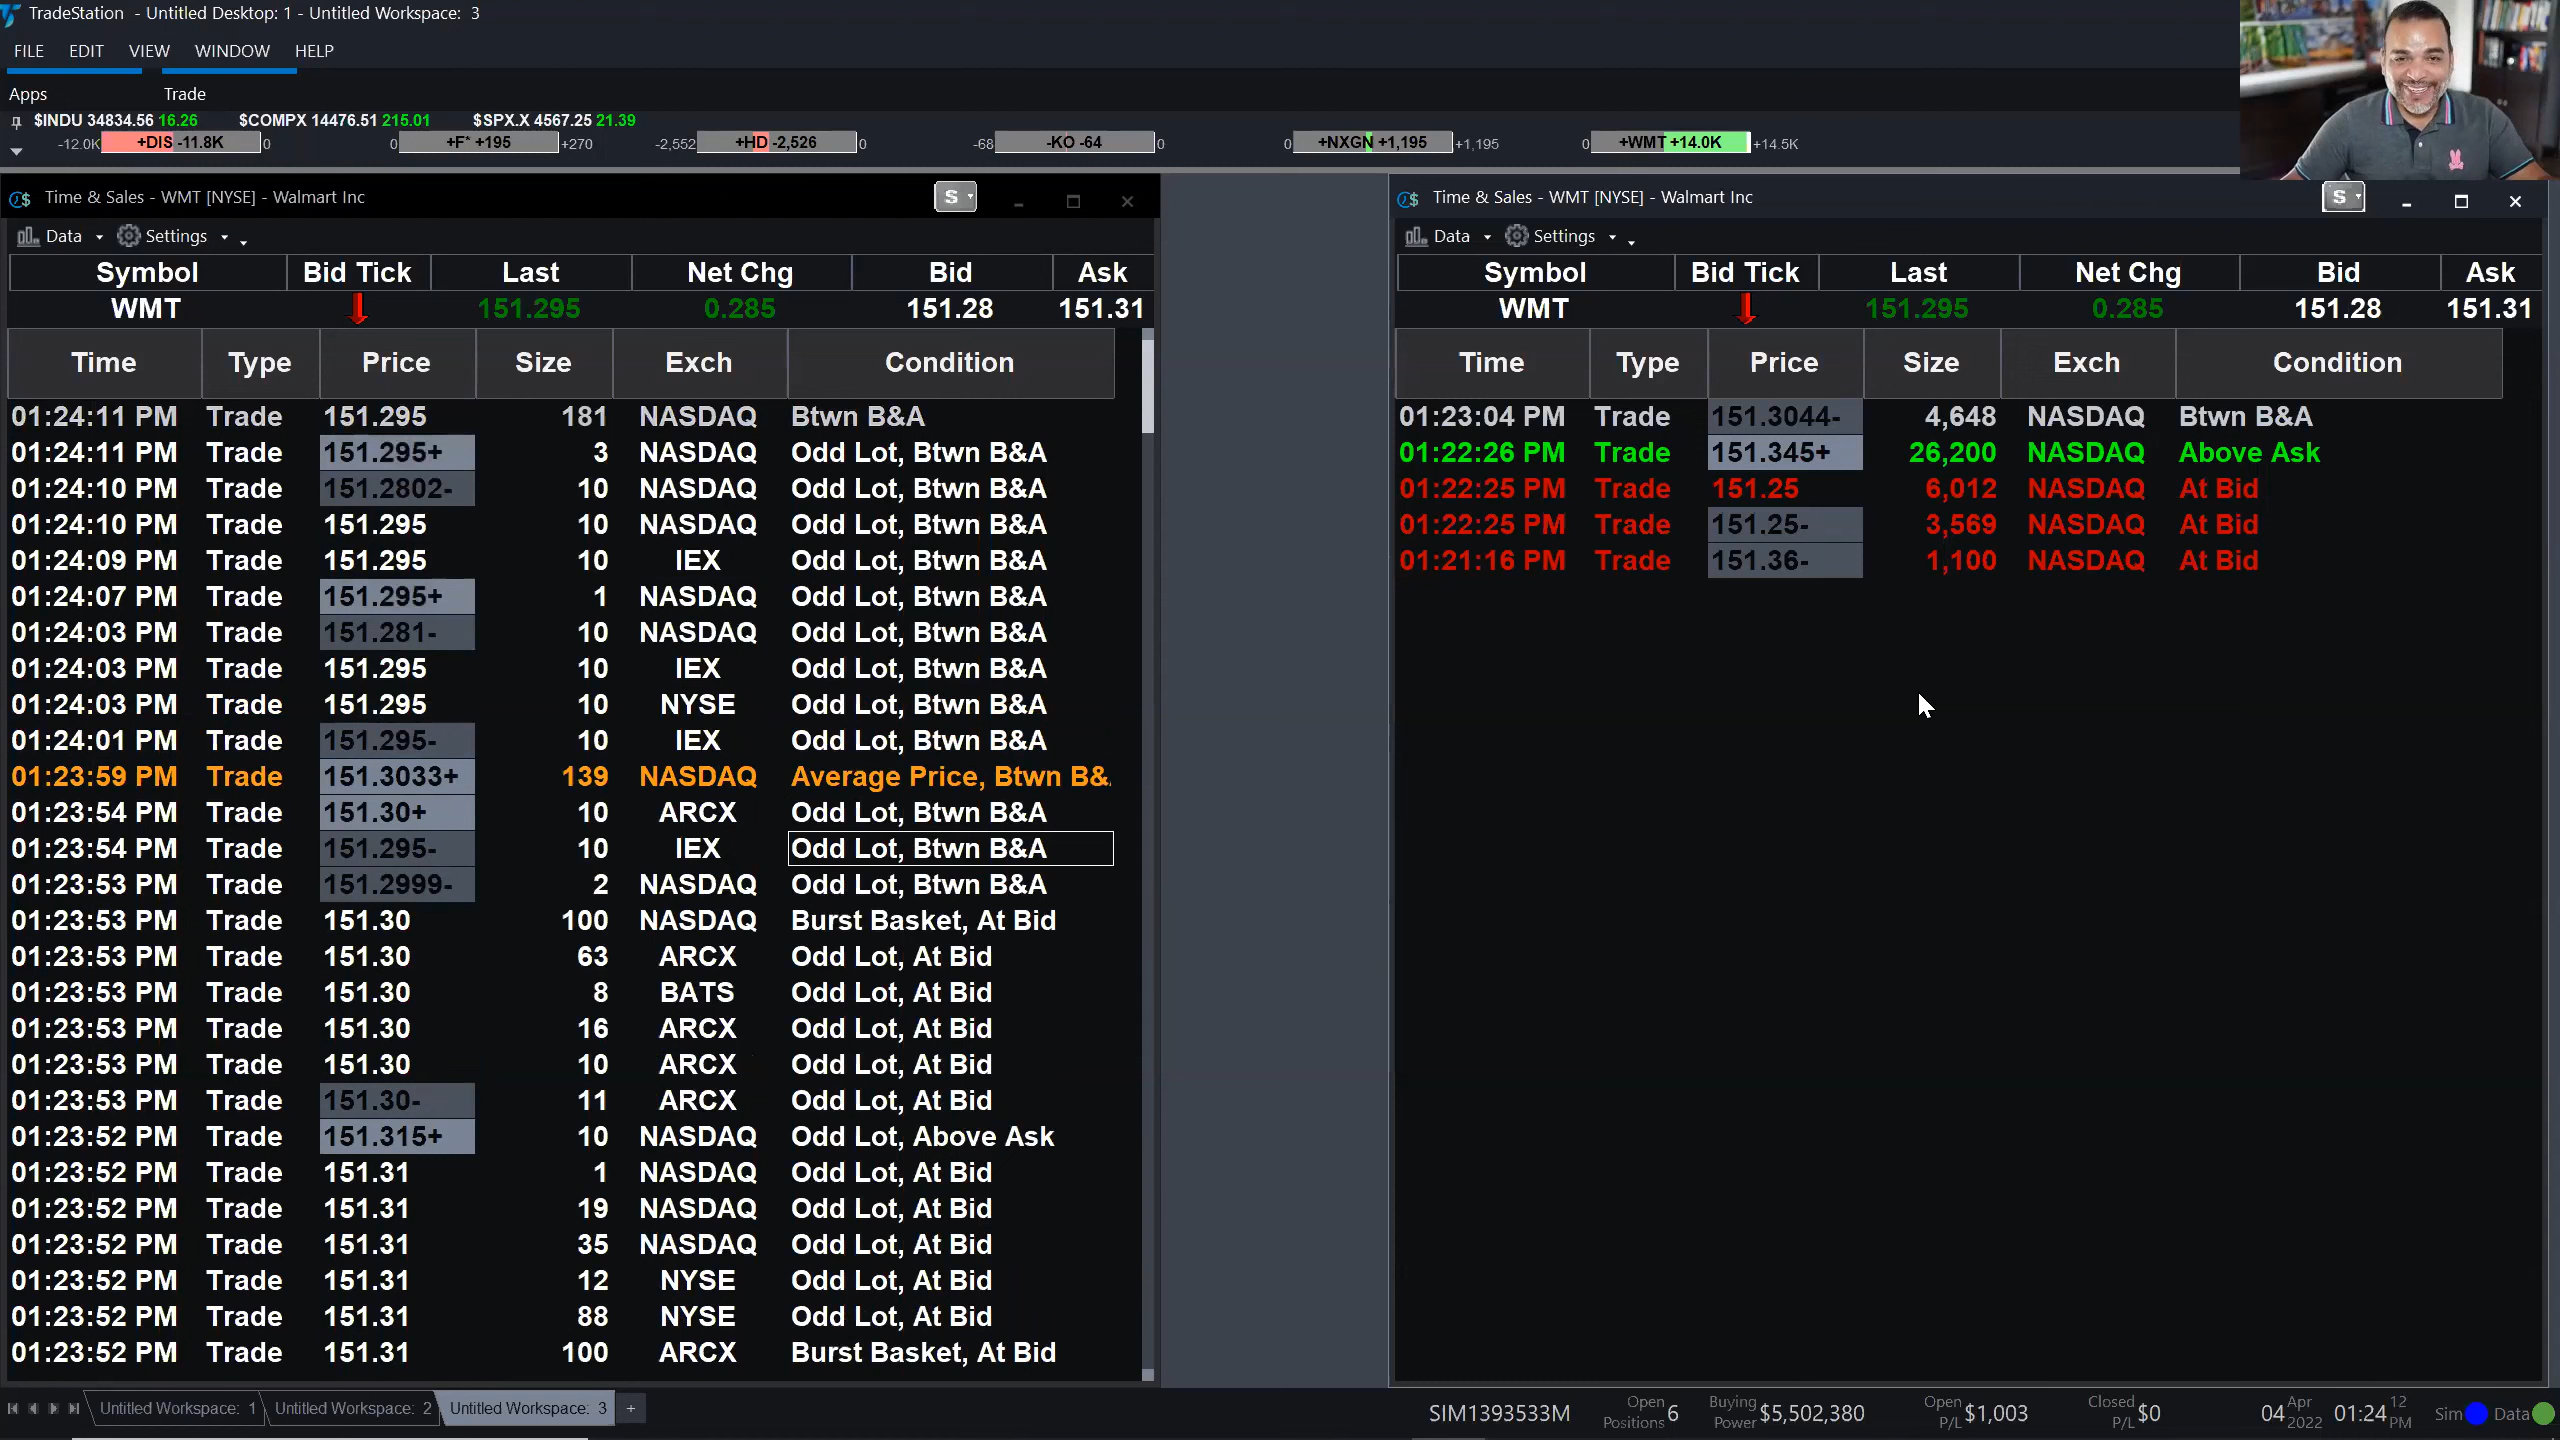 TradeStation - Untitled Desktop: 1 - Untitled Workspace: 3
FILE EDIT VIEW WINDOW HELP
Apps Trade
$INDU 34834.56 16.26 $COMPX 14476.51 215.01 $SPX.X 4567.25 21.39
-12.0K +DIS -11.8K 0 0 +F* +195 +270 -2,552 +HD -2,526 0 -68 -KO -64 0 0 +NXGN +1,195 +1,195 0 +WMT +14.0K +14.5K
Time & Sales - WMT [NYSE] - Walmart Inc S
Data Settings
Symbol Bid Tick Last Net Chg Bid Ask
WMT 151.295 0.285 151.28 151.31
Time Type Price Size Exch Condition
01:24:11 PM Trade 151.295 181 NASDAQ Btwn B&A
01:24:11 PM Trade 151.295+ 3 NASDAQ Odd Lot, Btwn B&A
01:24:10 PM Trade 151.2802- 10 NASDAQ Odd Lot, Btwn B&A
01:24:10 PM Trade 151.295 10 NASDAQ Odd Lot, Btwn B&A
01:24:09 PM Trade 151.295 10 IEX Odd Lot, Btwn B&A
01:24:07 PM Trade 151.295+ 1 NASDAQ Odd Lot, Btwn B&A
01:24:03 PM Trade 151.281- 10 NASDAQ Odd Lot, Btwn B&A
01:24:03 PM Trade 151.295 10 IEX Odd Lot, Btwn B&A
01:24:03 PM Trade 151.295 10 NYSE Odd Lot, Btwn B&A
01:24:01 PM Trade 151.295- 10 IEX Odd Lot, Btwn B&A
01:23:59 PM Trade 151.3033+ 139 NASDAQ Average Price, Btwn B&
01:23:54 PM Trade 151.30+ 10 ARCX Odd Lot, Btwn B&A
01:23:54 PM Trade 151.295- 10 IEX Odd Lot, Btwn B&A
01:23:53 PM Trade 151.2999- 2 NASDAQ Odd Lot, Btwn B&A
01:23:53 PM Trade 151.30 100 NASDAQ Burst Basket, At Bid
01:23:53 PM Trade 151.30 63 ARCX Odd Lot, At Bid
01:23:53 PM Trade 151.30 8 BATS Odd Lot, At Bid
01:23:53 PM Trade 151.30 16 ARCX Odd Lot, At Bid
01:23:53 PM Trade 151.30 10 ARCX Odd Lot, At Bid
01:23:53 PM Trade 151.30- 11 ARCX Odd Lot, At Bid
01:23:52 PM Trade 151.315+ 10 NASDAQ Odd Lot, Above Ask
01:23:52 PM Trade 151.31 1 NASDAQ Odd Lot, At Bid
01:23:52 PM Trade 151.31 19 NASDAQ Odd Lot, At Bid
01:23:52 PM Trade 151.31 35 NASDAQ Odd Lot, At Bid
01:23:52 PM Trade 151.31 12 NYSE Odd Lot, At Bid
01:23:52 PM Trade 151.31 88 NYSE Odd Lot, At Bid
01:23:52 PM Trade 151.31 100 ARCX Burst Basket, At Bid
Time & Sales - WMT [NYSE] - Walmart Inc S
Data Settings
Symbol Bid Tick Last Net Chg Bid Ask
WMT 151.295 0.285 151.28 151.31
Time Type Price Size Exch Condition
01:23:04 PM Trade 151.3044- 4,648 NASDAQ Btwn B&A
01:22:26 PM Trade 151.345+ 26,200 NASDAQ Above Ask
01:22:25 PM Trade 151.25 6,012 NASDAQ At Bid
01:22:25 PM Trade 151.25- 3,569 NASDAQ At Bid
01:21:16 PM Trade 151.36- 1,100 NASDAQ At Bid
Untitled Workspace: 1 Untitled Workspace: 2 Untitled Workspace: 3 +
SIM1393533M Open Positions 6 Buying Power $5,502,380 Open P/L $1,003 Closed P/L $0 04 Apr 2022 01:24 12 PM Sim Data